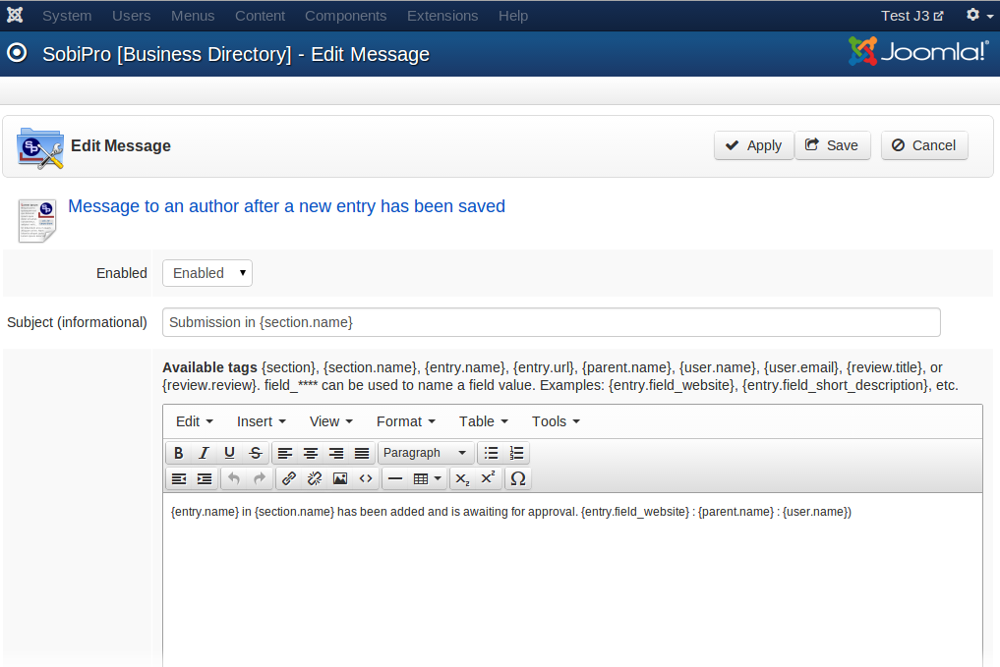 System Users Menus Content Components Extensions Help Test J3
SobiPro [Business Directory] - Edit Message Joomla!®
Edit Message Apply Save Cancel
Message to an author after a new entry has been saved
Enabled Enabled
Subject (informational) Submission in {section.name}
Available tags {section}, {section.name}, {entry.name}, {entry.url}, {parent.name}, {user.name}, {user.email}, {review.title}, or
{review.review}. field_**** can be used to name a field value. Examples: {entry.field_website}, {entry.field_short_description}, etc.
Edit Insert View Format Table Tools
B I U S Paragraph
{entry.name} in {section.name} has been added and is awaiting for approval. {entry.field_website} : {parent.name} : {user.name})